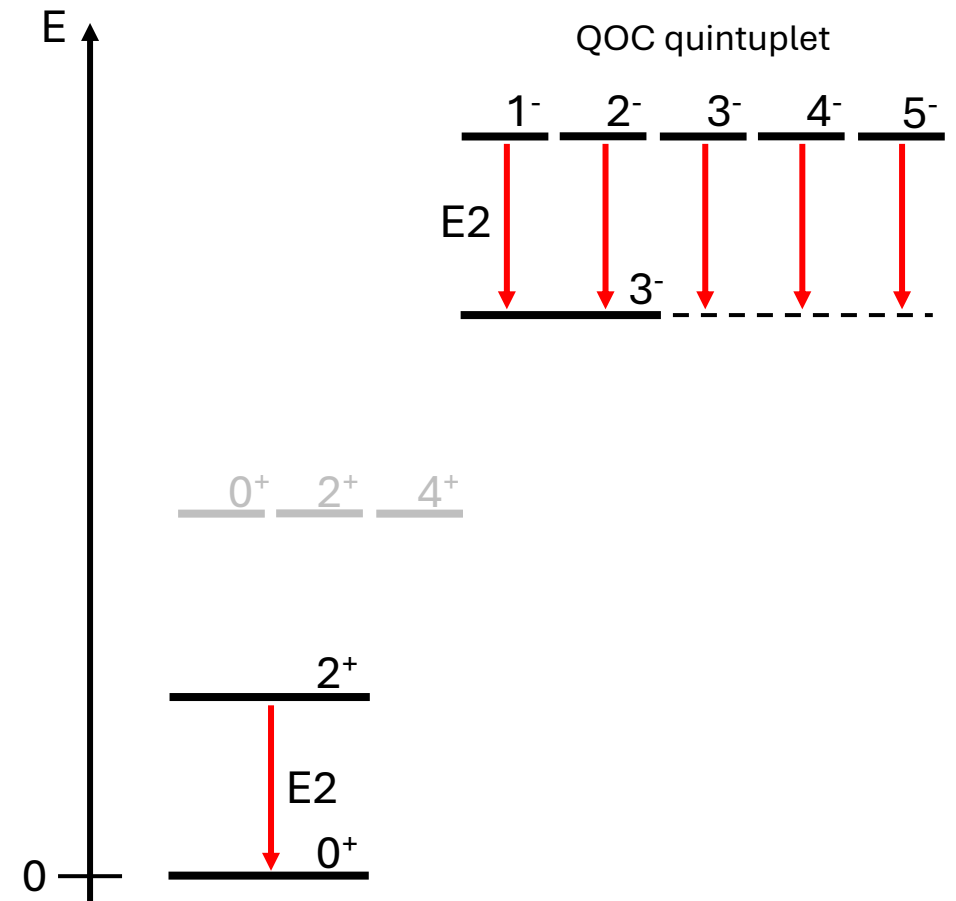 E
QOC quintuplet
1⁻ 2⁻ 3⁻ 4⁻ 5⁻
E2
3⁻
0⁺ 2⁺ 4⁺
2⁺
E2
0⁺
0